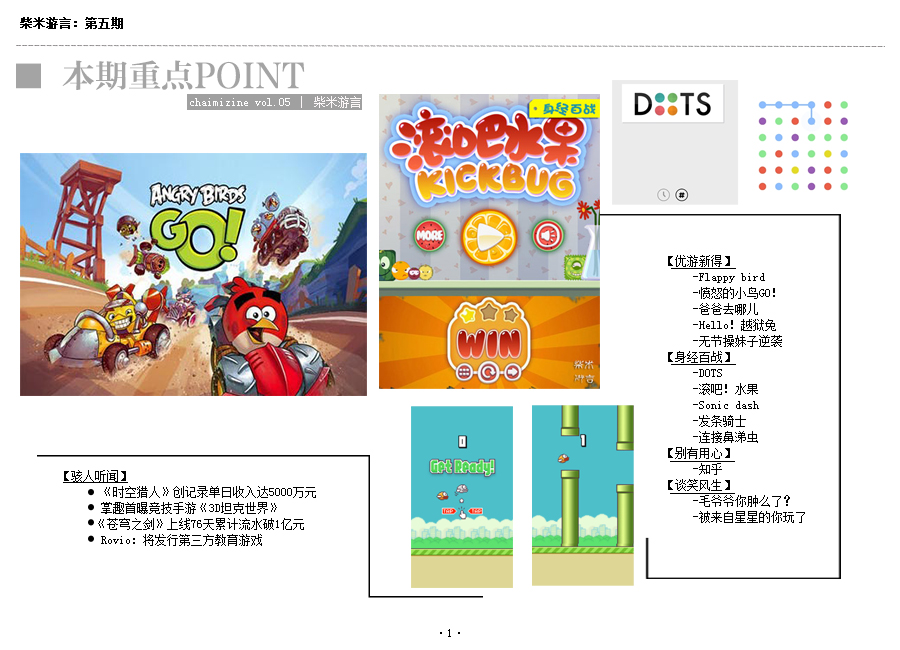 柴米游言：第五期
本期重点POINT
chaimizine vol.05 | 柴米游言
ANGRY BIRDS
GO!
身经百战
滚吧水果
KICKBUG
MORE
WIN
柴米
游言
DOTS
【优游新得】
-Flappy bird
-愤怒的小鸟GO!
-爸爸去哪儿
-Hello! 越狱兔
-无节操妹子逆袭
【身经百战】
-DOTS
-滚吧! 水果
-Sonic dash
-发条骑士
-连接鼻涕虫
【别有用心】
-知乎
【谈笑风生】
-毛爷爷你肿么了?
-被来自星星的你玩了
0
Get Ready!
TAP
TAP
1
【骇人听闻】
● 《时空猎人》创记录单日收入达5000万元
● 掌趣首曝竞技手游《3D坦克世界》
●《苍穹之剑》上线76天累计流水破1亿元
● Rovio: 将发行第三方教育游戏
·1·